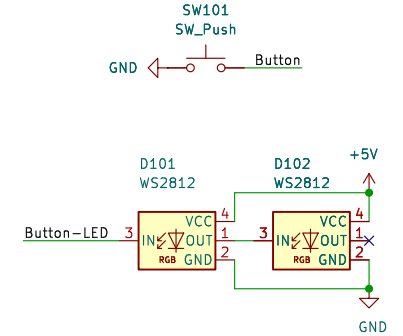 SW101
SW_Push
GND
Button
D101
WS2812
D102
WS2812
+5V
Button-LED
3
IN
RGB
VCC
4
OUT
1
GND
2
3
IN
RGB
VCC
4
OUT
1
GND
2
GND